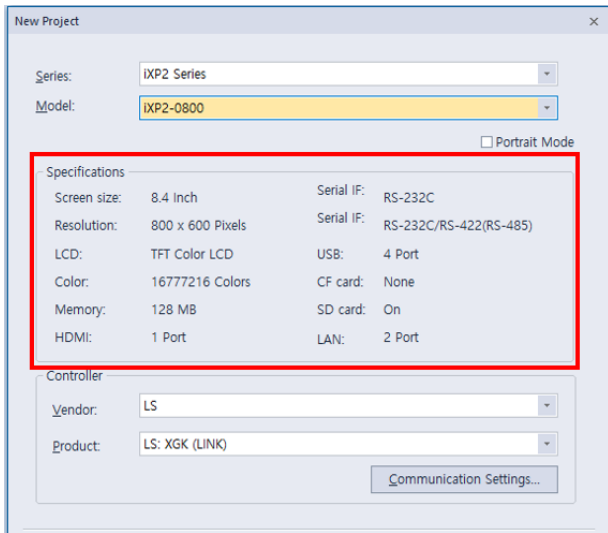 New Project
Series: iXP2 Series
Model: iXP2-0800
Portrait Mode
Specifications
Screen size: 8.4 Inch Serial IF: RS-232C
Resolution: 800 x 600 Pixels Serial IF: RS-232C/RS-422(RS-485)
LCD: TFT Color LCD USB: 4 Port
Color: 16777216 Colors CF card: None
Memory: 128 MB SD card: On
HDMI: 1 Port LAN: 2 Port
Controller
Vendor: LS
Product: LS: XGK (LINK)
Communication Settings...